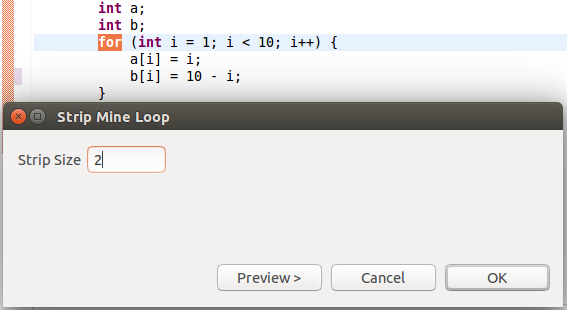 int a;
int b;
for (int i = 1; i < 10; i++) {
a[i] = i;
b[i] = 10 - i;
}
Strip Mine Loop
Strip Size 2
Preview > Cancel OK